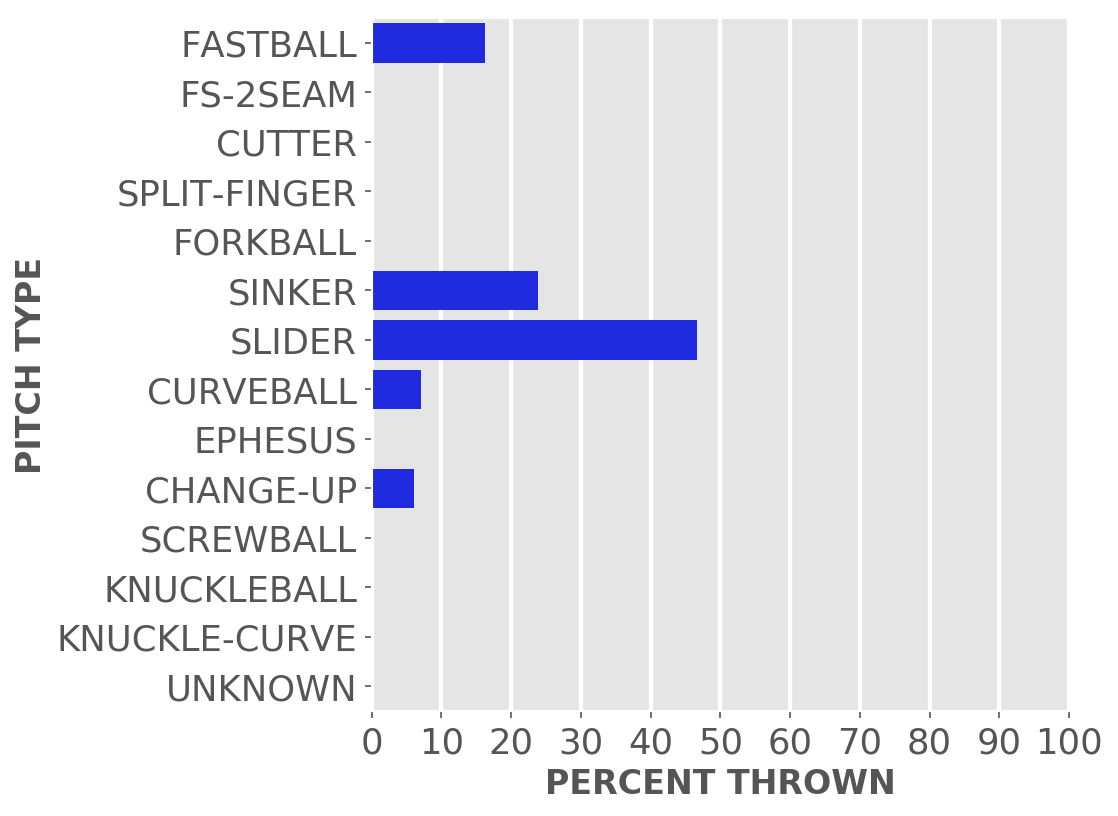 FASTBALL
FS-2SEAM
CUTTER
SPLIT-FINGER
FORKBALL
SINKER
SLIDER
CURVEBALL
EPHESUS
CHANGE-UP
SCREWBALL
KNUCKLEBALL
KNUCKLE-CURVE
UNKNOWN
PITCH TYPE
0 10 20 30 40 50 60 70 80 90 100
PERCENT THROWN